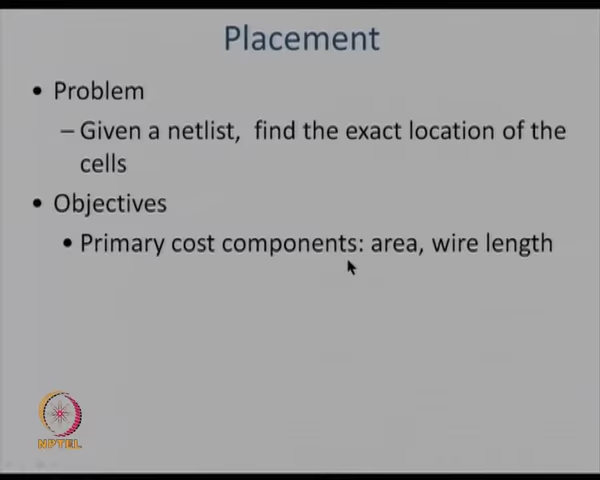 Placement
• Problem
– Given a netlist, find the exact location of the
cells
• Objectives
• Primary cost components: area, wire length
NPTEL